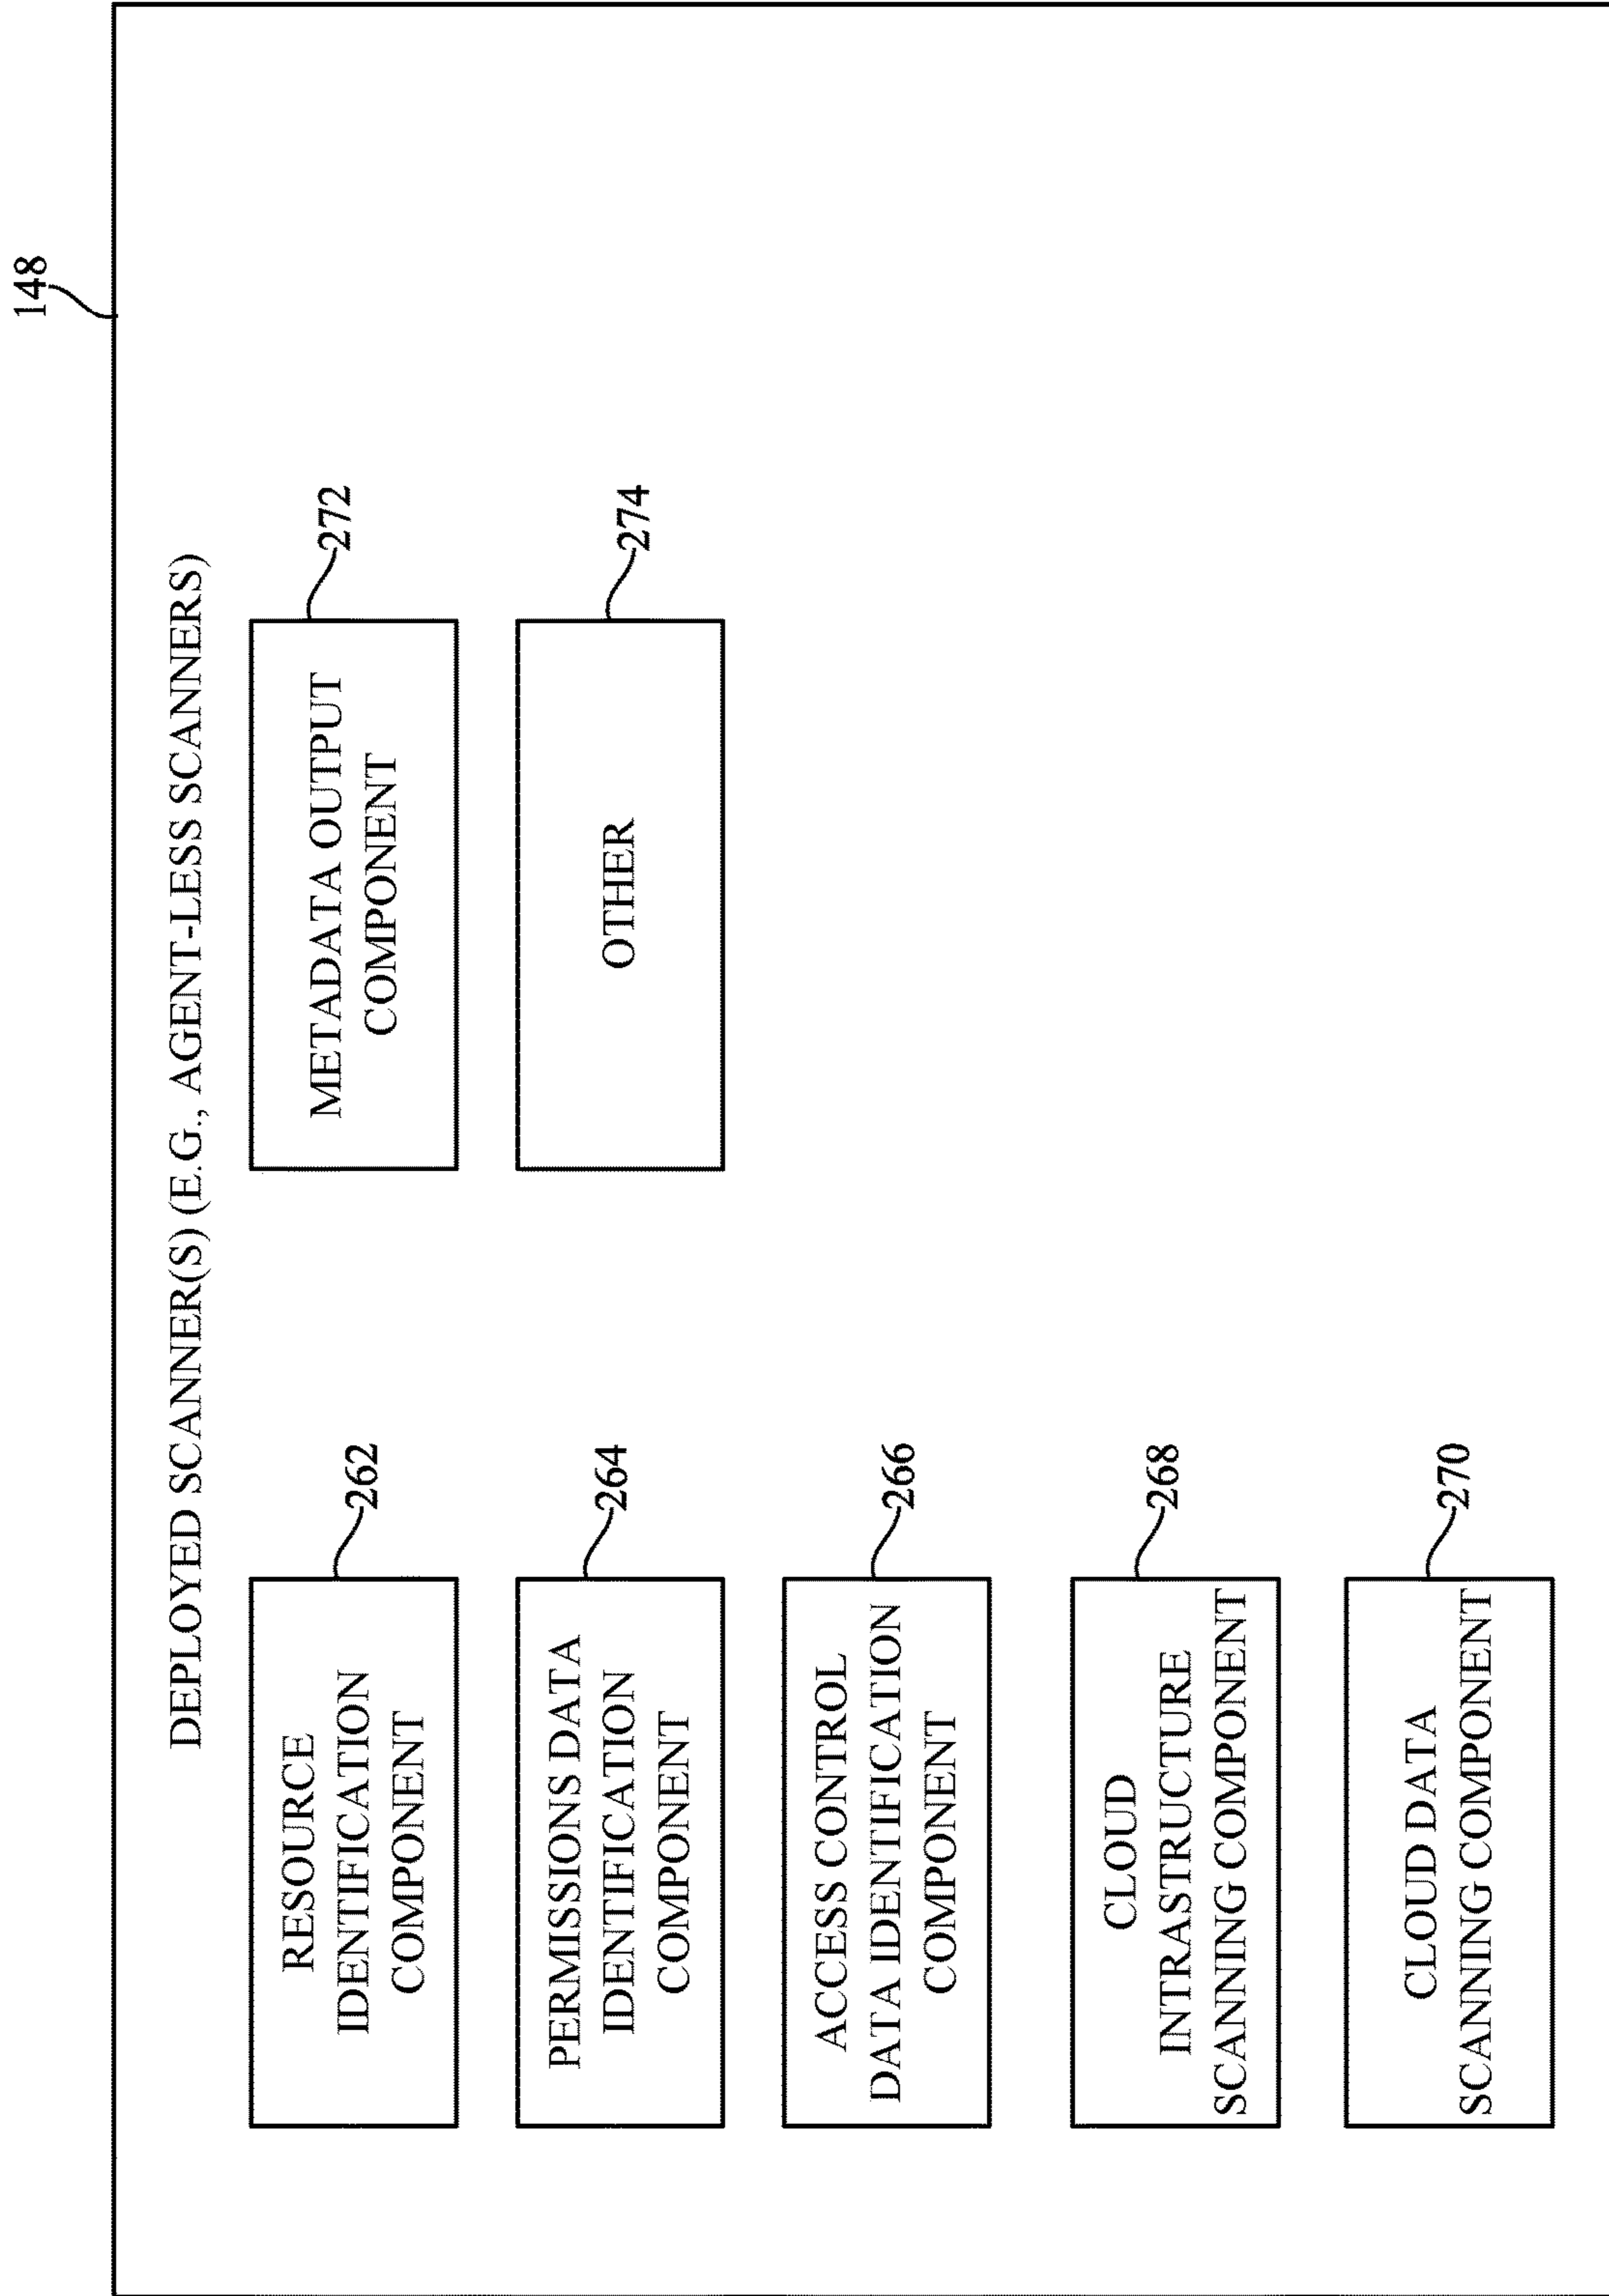 148
DEPLOYED SCANNER(S) (E.G., AGENT-LESS SCANNERS)
RESOURCE
IDENTIFICATION
COMPONENT
262
PERMISSIONS DATA
IDENTIFICATION
COMPONENT
264
ACCESS CONTROL
DATA IDENTIFICATION
COMPONENT
266
CLOUD
INTRASTRUCTURE
SCANNING COMPONENT
268
CLOUD DATA
SCANNING COMPONENT
270
METADATA OUTPUT
COMPONENT
272
OTHER
274